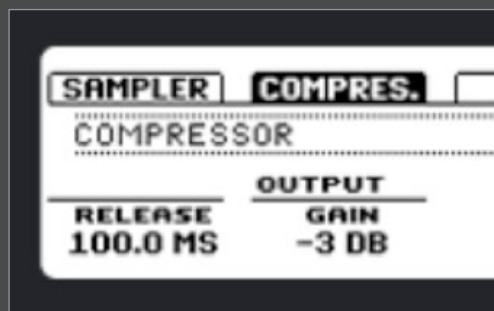 SAMPLER COMPRES.
COMPRESSOR
OUTPUT
RELEASE GAIN
100.0 MS -3 DB